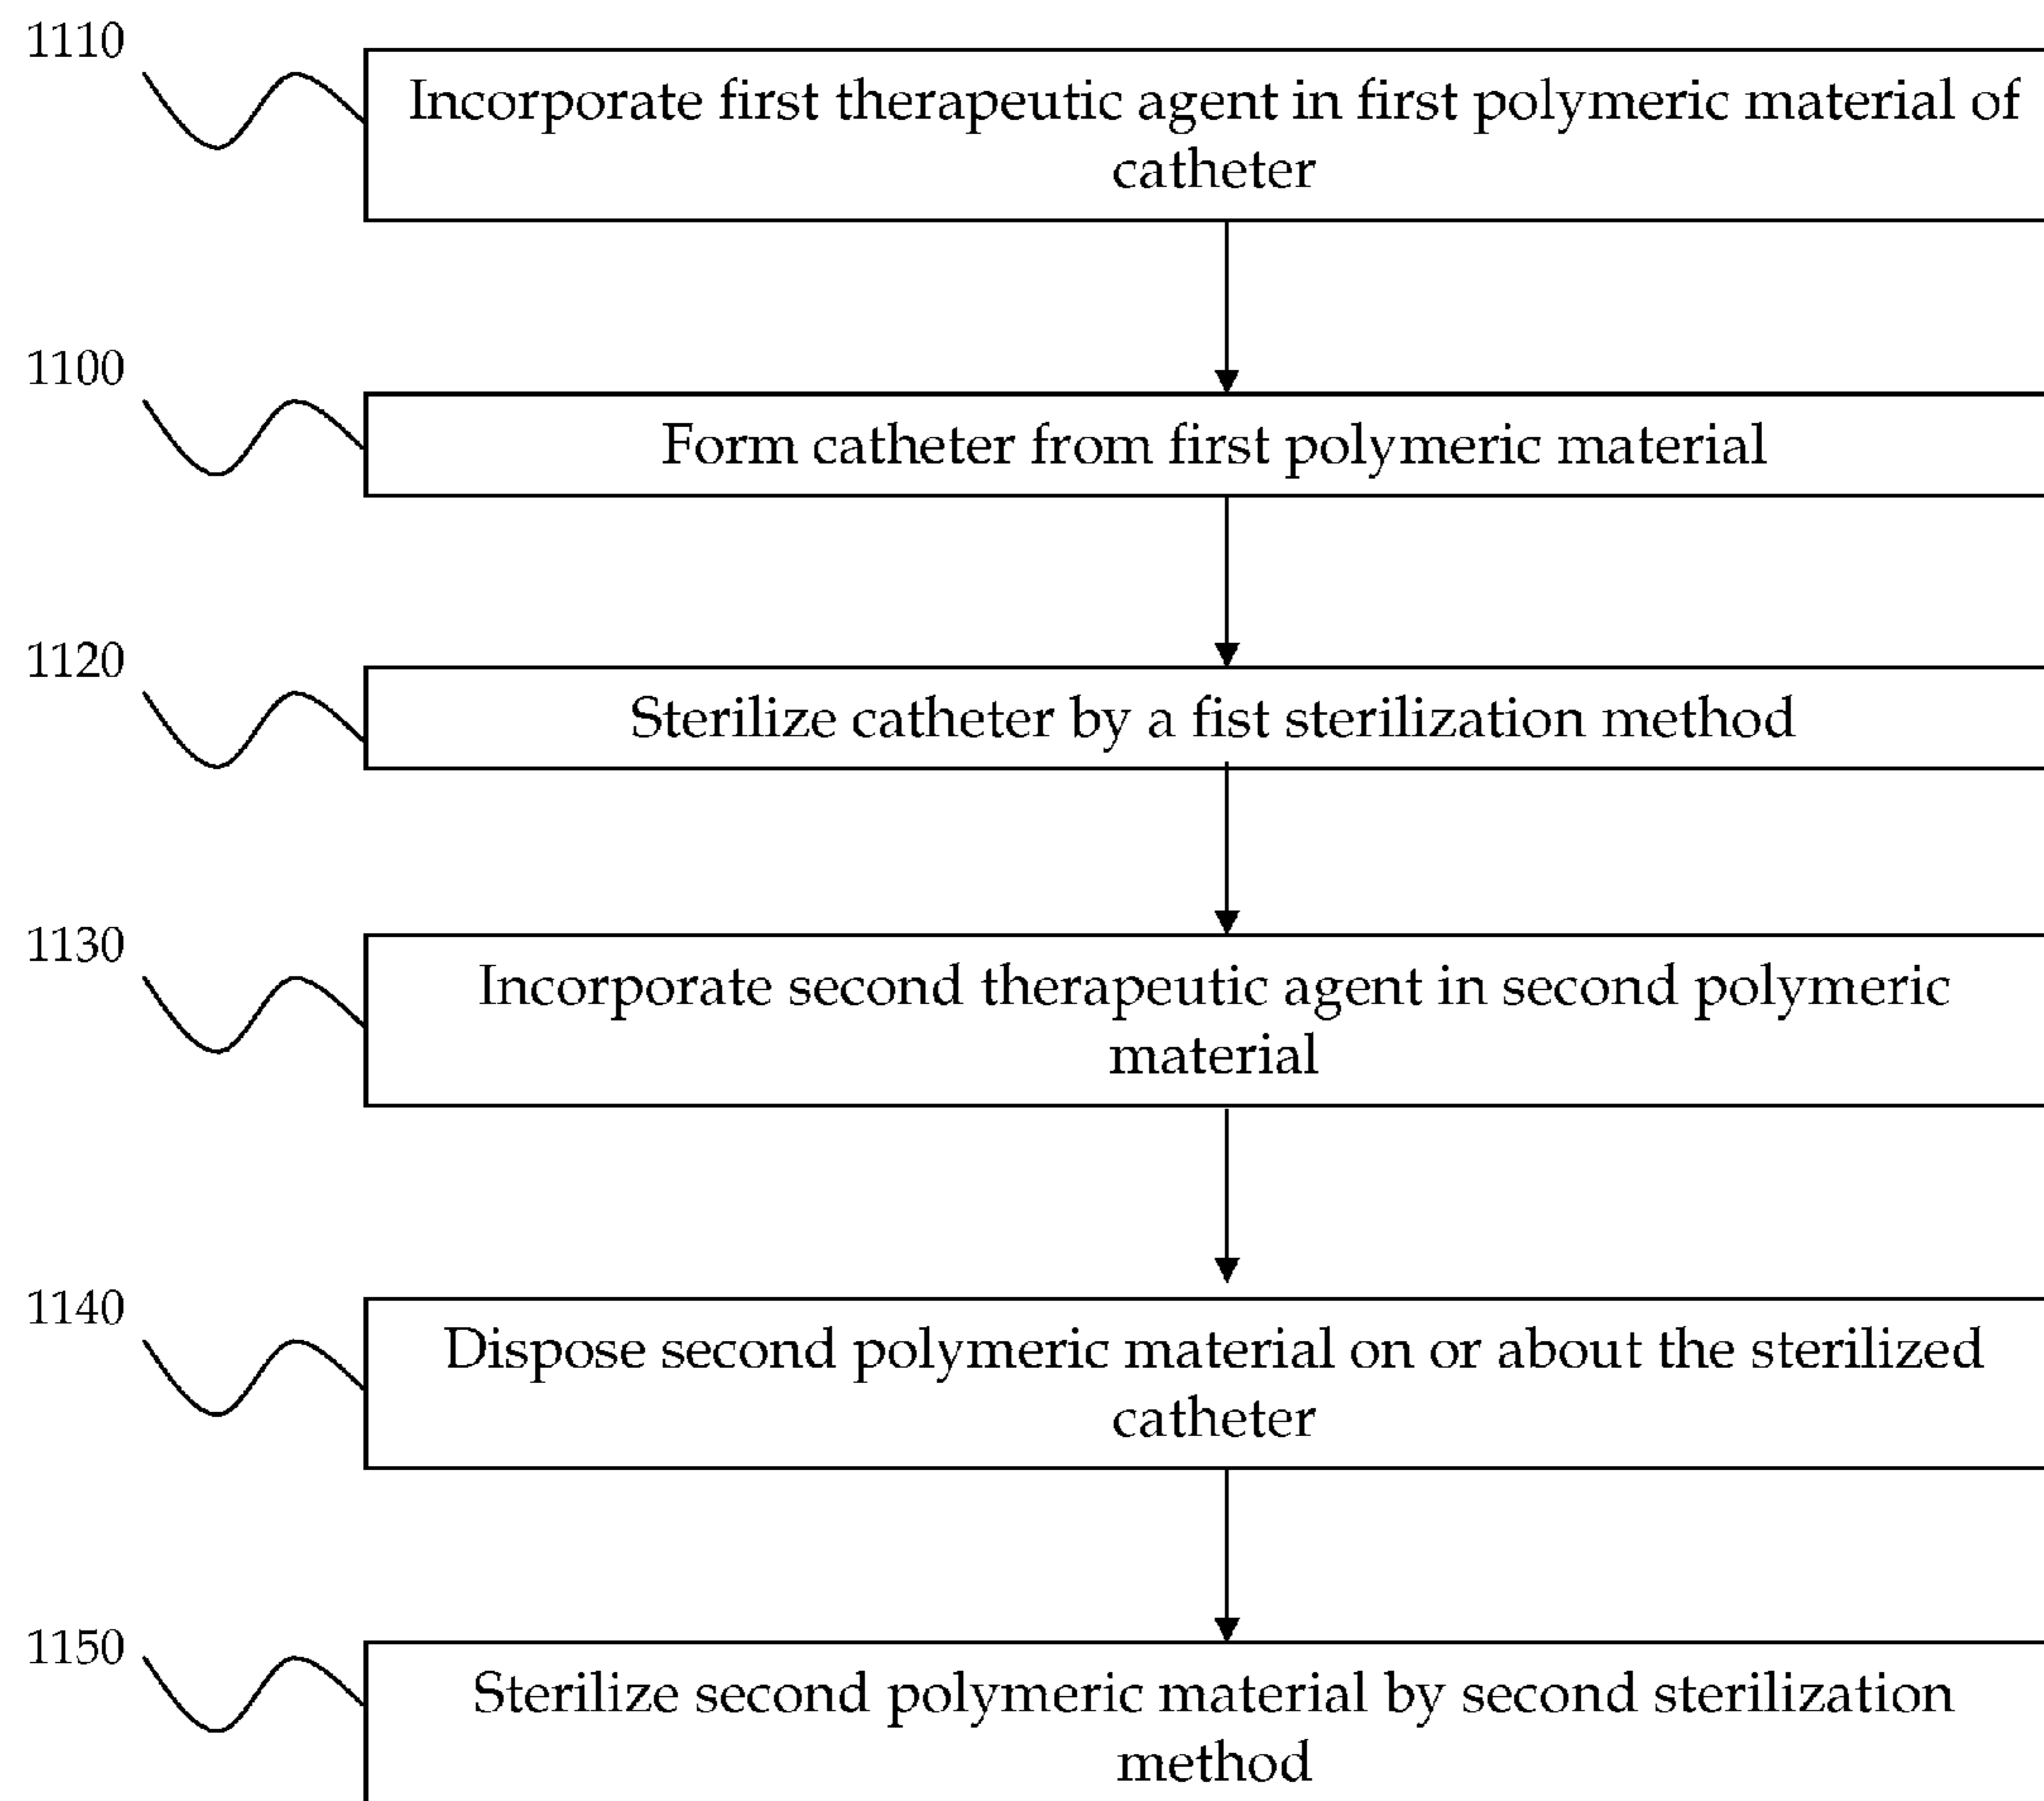 1110
Incorporate first therapeutic agent in first polymeric material of
catheter
1100
Form catheter from first polymeric material
1120
Sterilize catheter by a fist sterilization method
1130
Incorporate second therapeutic agent in second polymeric
material
1140
Dispose second polymeric material on or about the sterilized
catheter
1150
Sterilize second polymeric material by second sterilization
method